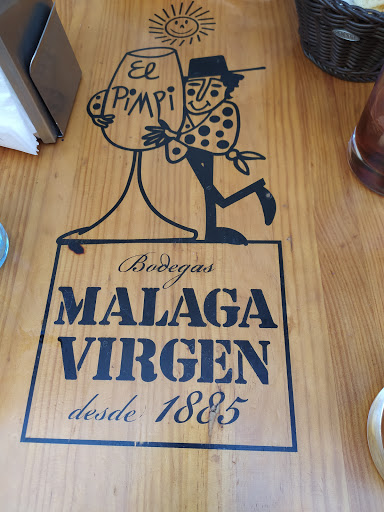 El
PiMPi
Bodegas
MALAGA
VIRGEN
desde 1885